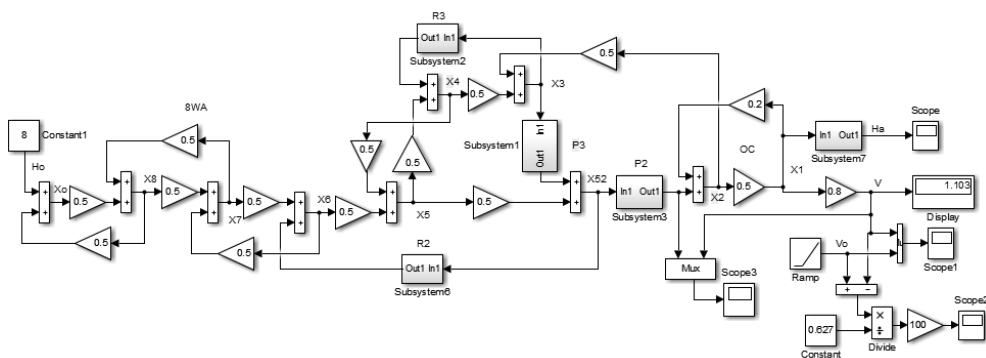 R3
Out1 In1
Subsystem2
0.5
X4
0.5
X3
8WA
0.5
8
Constant1
Ho
0.5
0.5
In1
Out1
Subsystem1
P3
0.2
OC
In1 Out1
Subsystem7
Ha
Scope
Xo
0.5
X8
0.5
X7
0.5
X6
0.5
X5
0.5
X52
P2
In1 Out1
Subsystem3
X2
0.5
X1
0.8
V
1.103
Display
0.5
0.5
R2
Out1 In1
Subsystem6
Mux
Scope3
Vo
Ramp
Scope1
0.627
Constant
Divide
100
Scope2